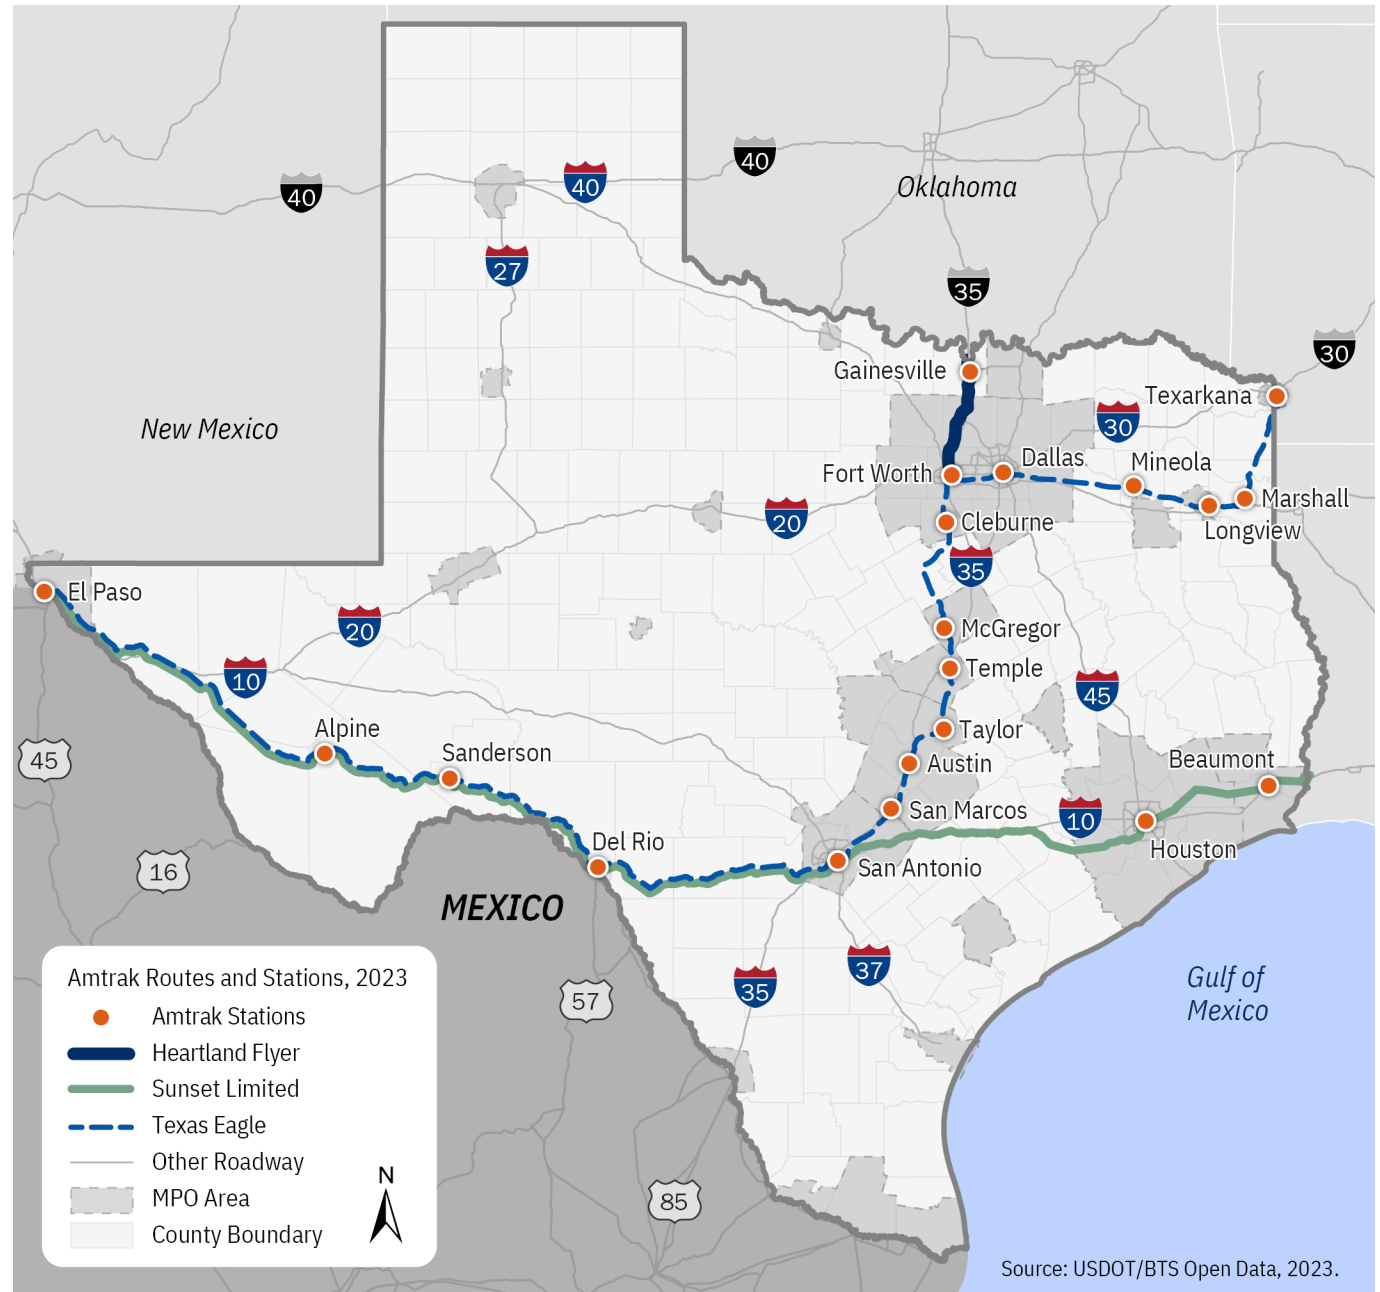 40
Oklahoma
40
40
27
35
30
Gainesville
Texarkana
New Mexico
30
Dallas
Mineola
Fort Worth
Marshall
20
Cleburne
Longview
35
El Paso
20
McGregor
10
Temple
45
Alpine
Taylor
Sanderson
45
Austin
Beaumont
San Marcos
10
Del Rio
Houston
16
San Antonio
MEXICO
37
35
Gulf of
Mexico
57
Amtrak Routes and Stations, 2023
Amtrak Stations
Heartland Flyer
Sunset Limited
Texas Eagle
Other Roadway
N
MPO Area
County Boundary
85
Source: USDOT/BTS Open Data, 2023.